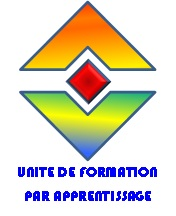 UNITE DE FORMATION
PAR APPRENTISSAGE